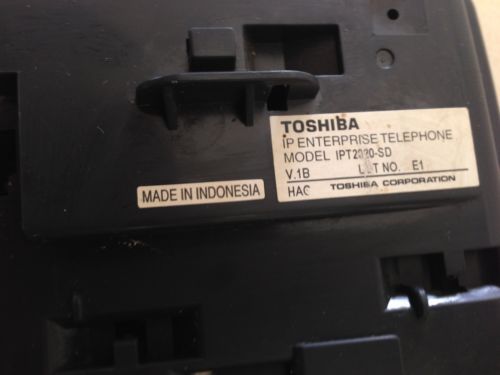 TOSHIBA
IP ENTERPRISE TELEPHONE
MODEL IPT2020-SD
V.1B NO. E1
HAC TOSHIBA CORPORATION
MADE IN INDONESIA